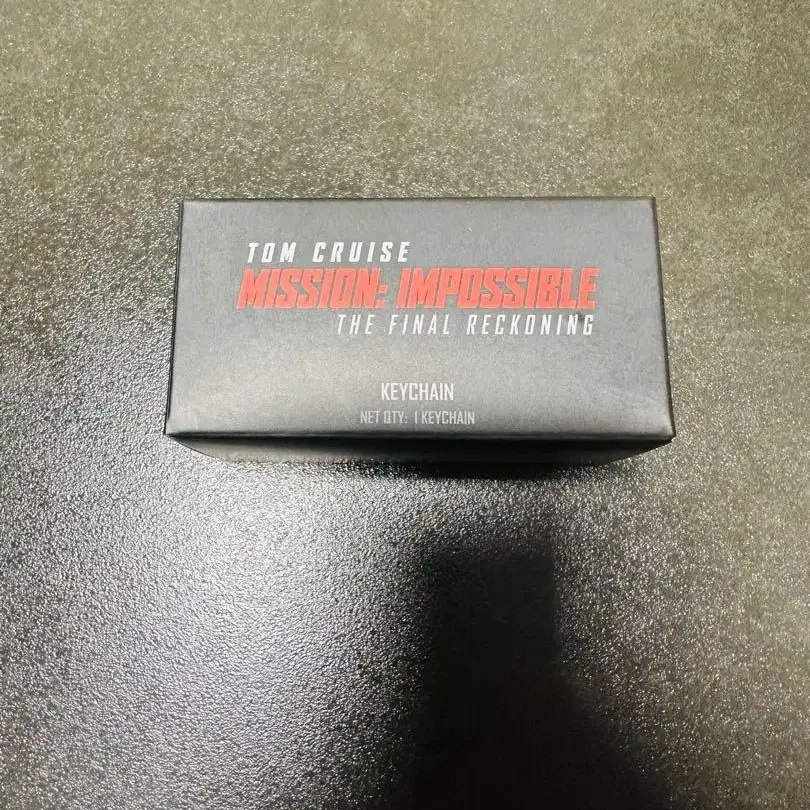 TOM CRUISE
MISSION: IMPOSSIBLE
THE FINAL RECKONING
KEYCHAIN
NET QTY: 1 KEYCHAIN